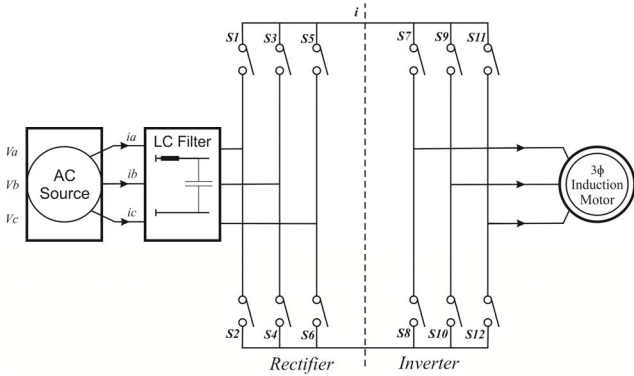 i
S1 S3 S5 S7 S9 S11
Va
Vb
Vc
AC
Source
ia
ib
ic
LC Filter
3ϕ
Induction
Motor
S2 S4 S6 S8 S10 S12
Rectifier Inverter